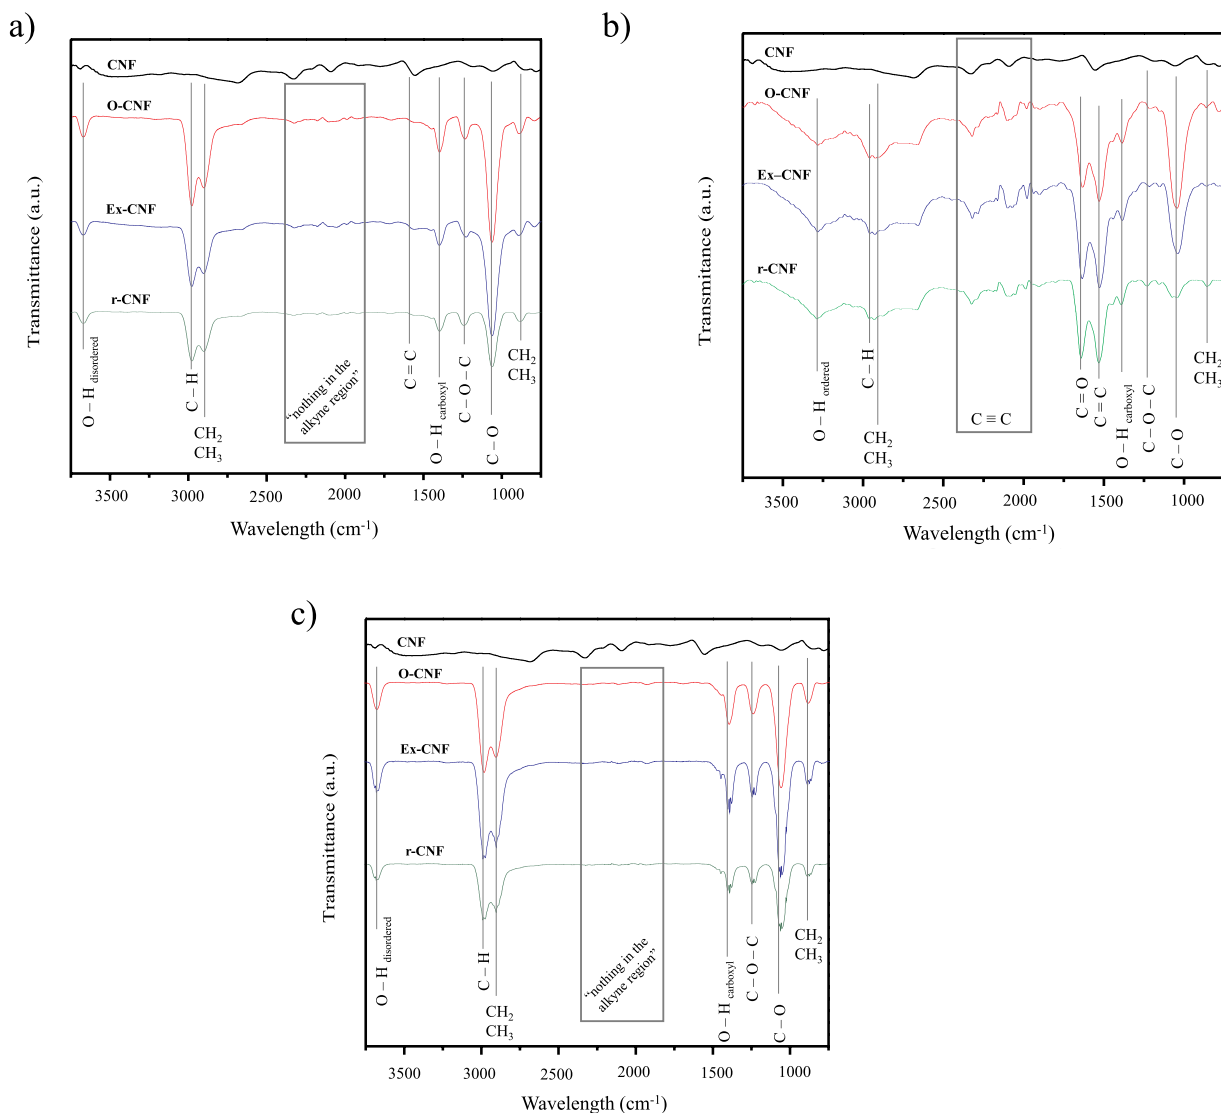 a)
CNF
O-CNF
Ex-CNF
r-CNF
Transmittance (a.u.)
O – H disordered
C – H
CH2
CH3
“nothing in the
alkyne region”
C = C
O – H carboxyl
C – O – C
C – O
CH2
CH3
3500 3000 2500 2000 1500 1000
Wavelength (cm-1)
b)
CNF
O-CNF
Ex–CNF
r-CNF
Transmitance (a.u.)
O – H ordered
C – H
CH2
CH3
C ≡ C
C = O
C = C
O – H carboxyl
C – O – C
C – O
CH2
CH3
3500 3000 2500 2000 1500 1000
Wavelength (cm-1)
c)
CNF
O-CNF
Ex-CNF
r-CNF
Transmittance (a.u.)
O – H disordered
C – H
CH2
CH3
“nothing in the
alkyne region”
O – H carboxyl
C – O – C
C – O
CH2
CH3
3500 3000 2500 2000 1500 1000
Wavelength (cm-1)